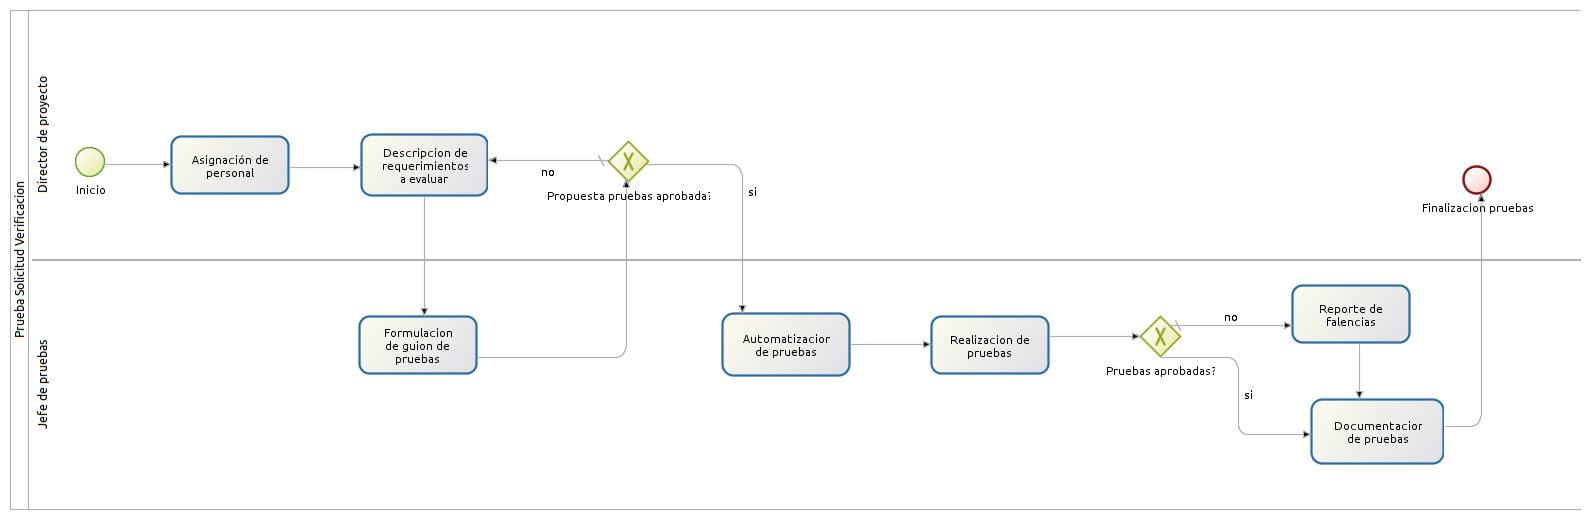 Prueba Solicitud Verificacion
Director de proyecto
Inicio
Asignación de
personal
Descripcion de
requerimientos
a evaluar
no
Propuesta pruebas aprobada?
si
Finalizacion pruebas
Jefe de pruebas
Formulacion
de guion de
pruebas
Automatizacior
de pruebas
Realizacion de
pruebas
Pruebas aprobadas?
no
si
Reporte de
falencias
Documentacior
de pruebas